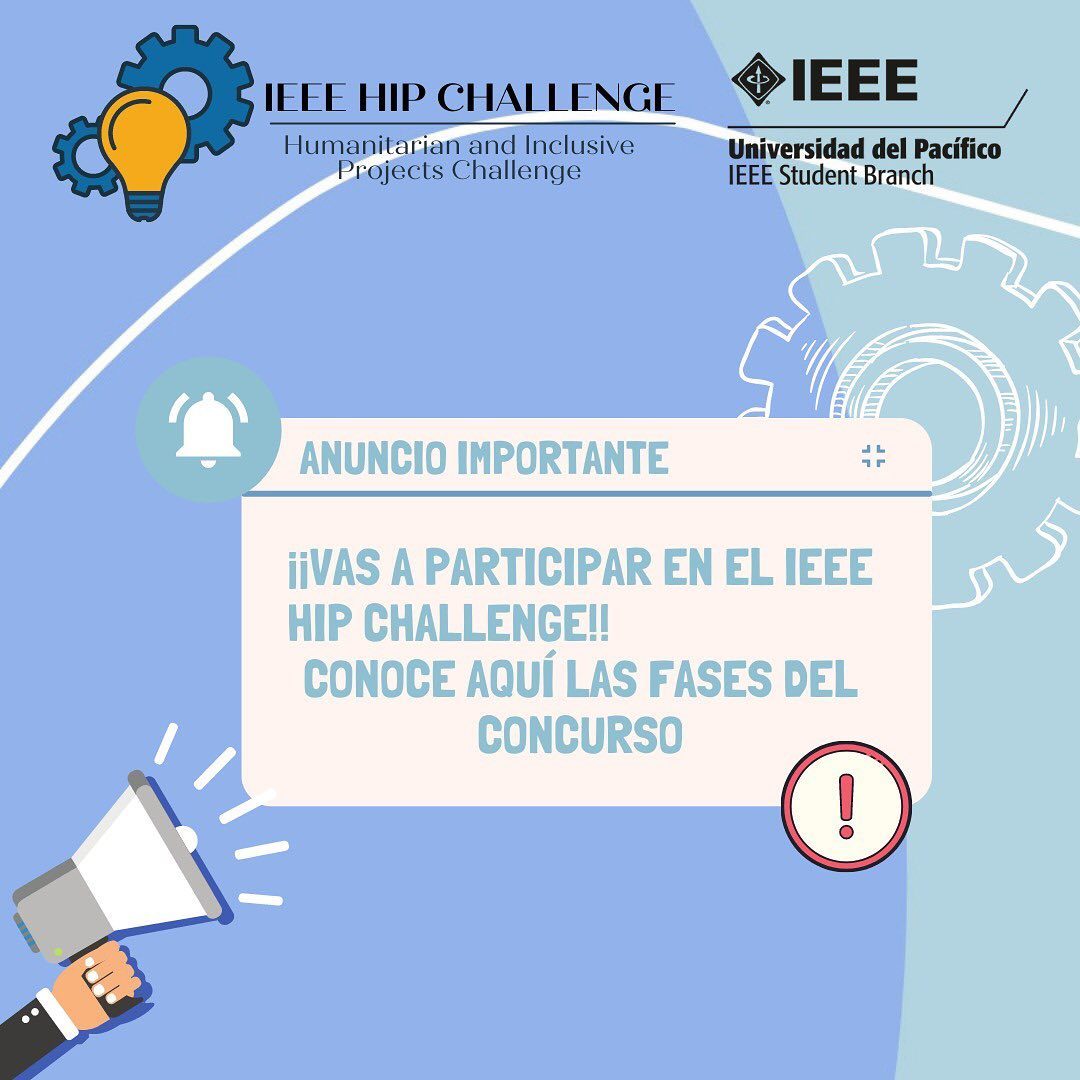 IEEE HIP CHALLENGE
Humanitarian and Inclusive
Projects Challenge
IEEE
Universidad del Pacífico
IEEE Student Branch
ANUNCIO IMPORTANTE
¡¡VAS A PARTICIPAR EN EL IEEE
HIP CHALLENGE!!
CONOCE AQUÍ LAS FASES DEL
CONCURSO
!